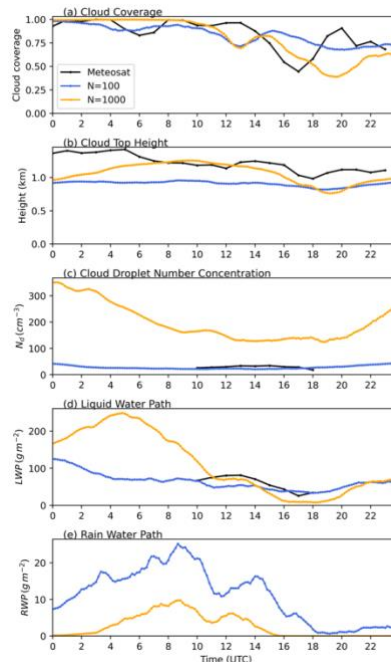 (a) Cloud Coverage
1.00
0.75
0.50
0.25
0.00
Cloud coverage
Meteosat
N=100
N=1000
0 2 4 6 8 10 12 14 16 18 20 22
(b) Cloud Top Height
1.0
0.5
0.0
Height (km)
0 2 4 6 8 10 12 14 16 18 20 22
(c) Cloud Droplet Number Concentration
300
200
100
0
N_d (cm⁻³)
0 2 4 6 8 10 12 14 16 18 20 22
(d) Liquid Water Path
200
100
0
LWP (g m⁻²)
0 2 4 6 8 10 12 14 16 18 20 22
(e) Rain Water Path
20
10
0
RWP (g m⁻²)
0 2 4 6 8 10 12 14 16 18 20 22
Time (UTC)